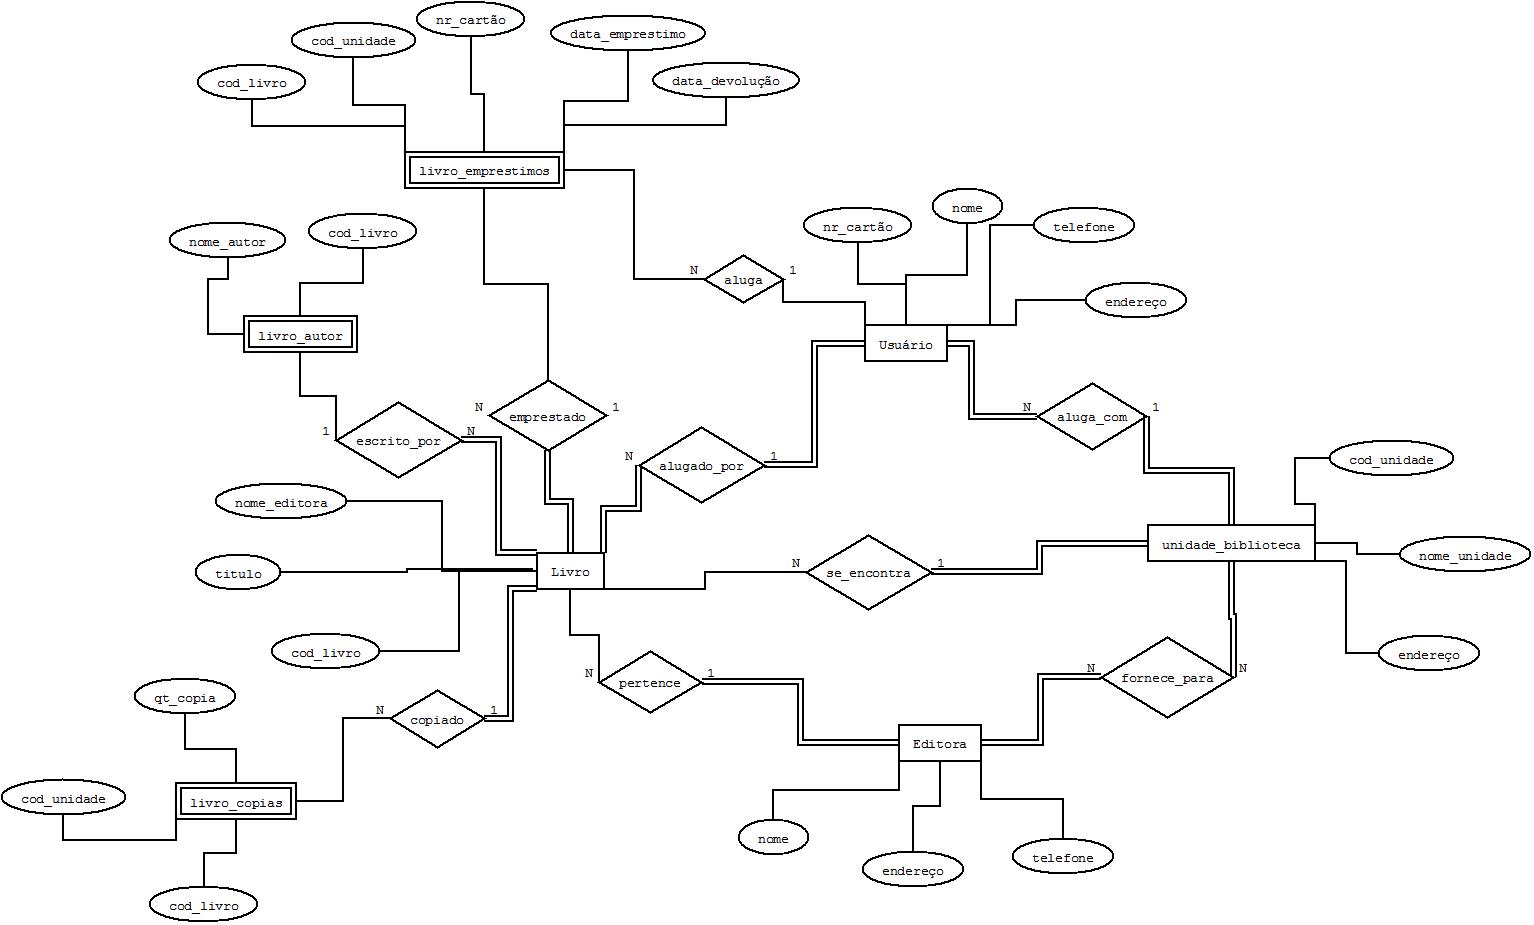 nr_cartão
cod_unidade
data_emprestimo
cod_livro
data_devolução
livro_emprestimos
nome
nr_cartão
telefone
nome_autor
cod_livro
N
aluga
1
endereço
livro_autor
Usuário
N
emprestado
1
N
aluga_com
1
1
escrito_por
N
N
alugado_por
1
cod_unidade
nome_editora
unidade_biblioteca
nome_unidade
titulo
Livro
N
se_encontra
1
cod_livro
endereço
N
pertence
1
N
fornece_para
N
qt_copia
N
copiado
1
Editora
cod_unidade
livro_copias
nome
endereço
telefone
cod_livro